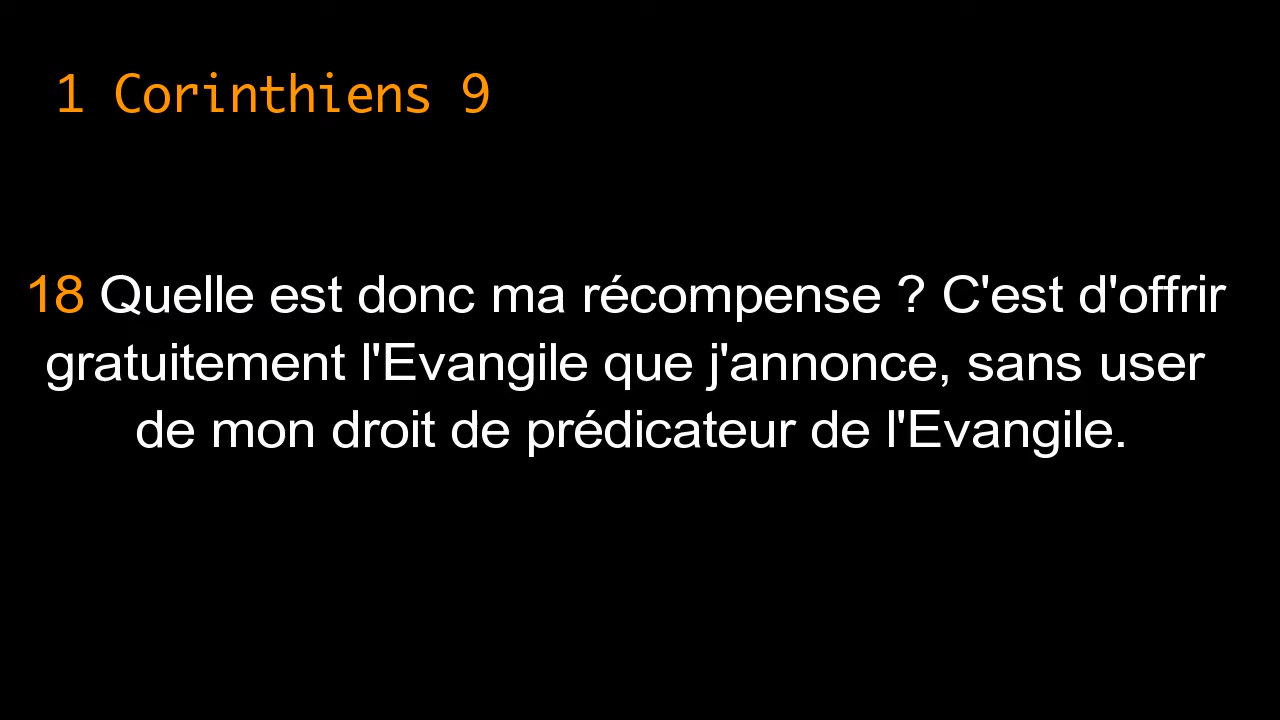 1 Corinthiens 9
18 Quelle est donc ma récompense ? C'est d'offrir
gratuitement l'Evangile que j'annonce, sans user
de mon droit de prédicateur de l'Evangile.